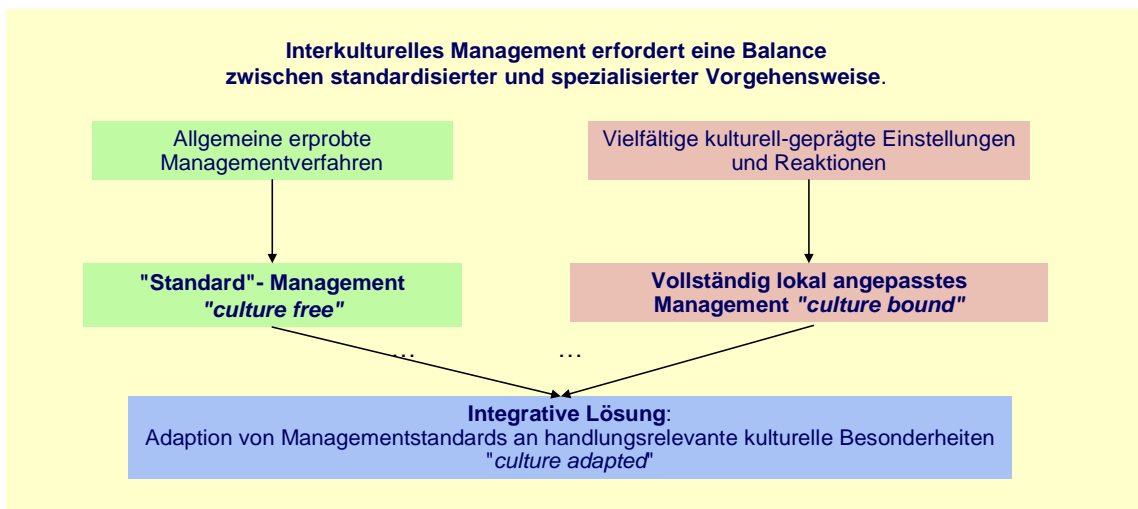 Interkulturelles Management erfordert eine Balance
zwischen standardisierter und spezialisierter Vorgehensweise.
Allgemeine erprobte
Managementverfahren
Vielfältige kulturell-geprägte Einstellungen
und Reaktionen
"Standard"- Management
"culture free"
Vollständig lokal angepasstes
Management "culture bound"
... ...
Integrative Lösung:
Adaption von Managementstandards an handlungsrelevante kulturelle Besonderheiten
"culture adapted"